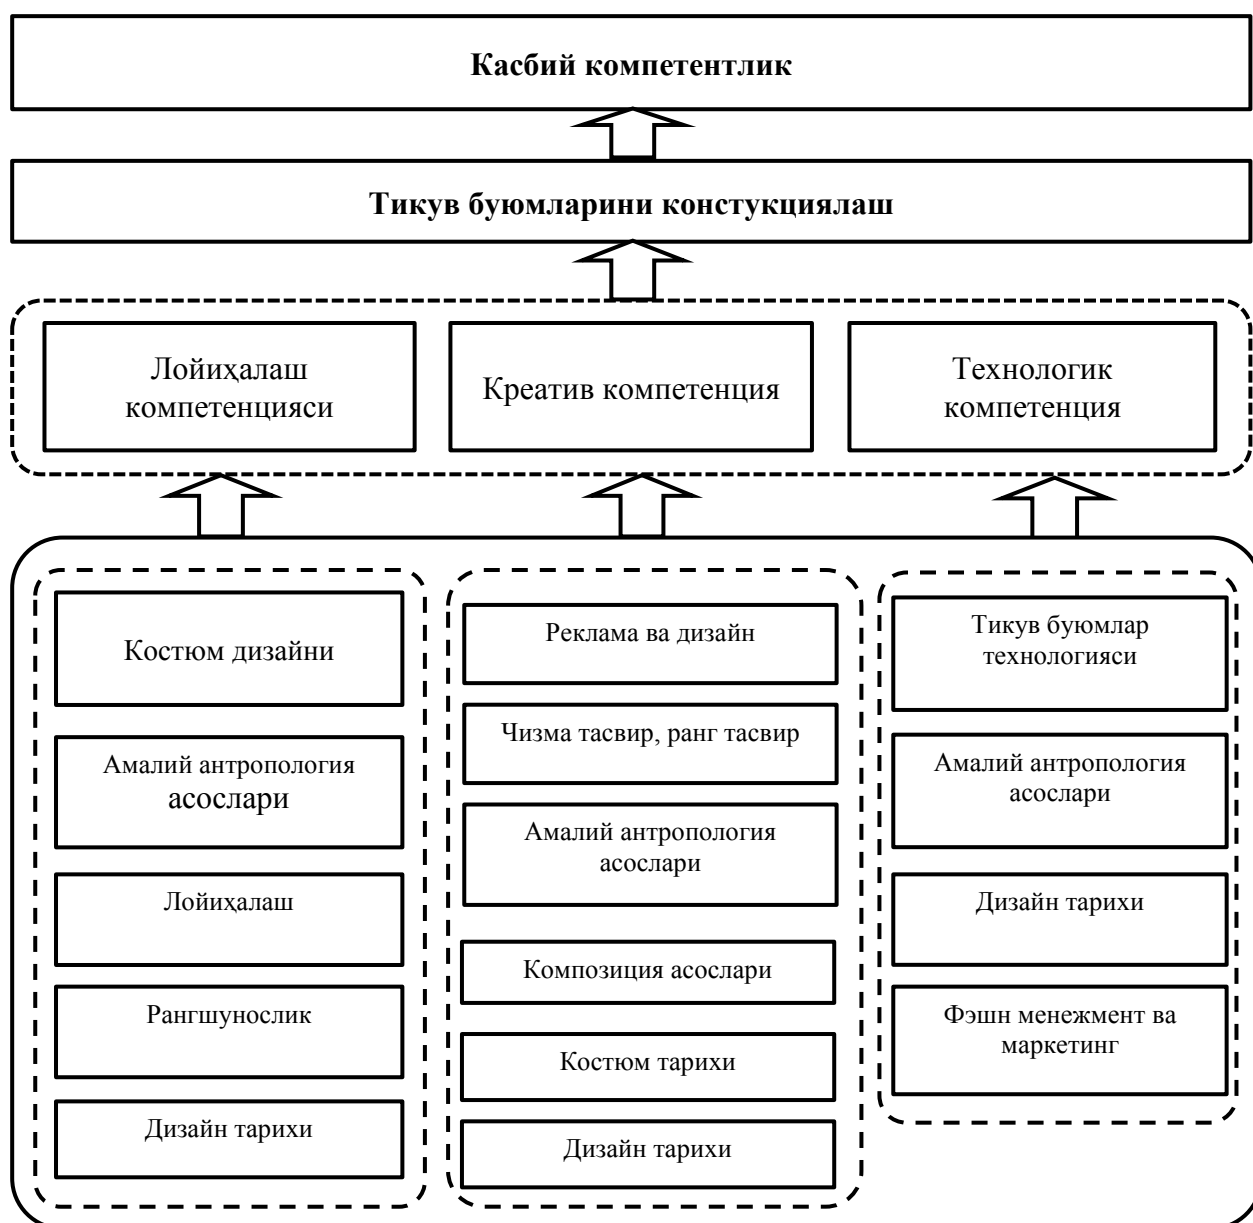 Касбий компетентлик
Тикув буюмларини констукциялаш
Лойиҳалаш
компетенцияси
Креатив компетенция
Технологик
компетенция
Костюм дизайни
Амалий антропология
асослари
Лойиҳалаш
Рангшунослик
Дизайн тарихи
Реклама ва дизайн
Чизма тасвир, ранг тасвир
Амалий антропология
асослари
Композиция асослари
Костюм тарихи
Дизайн тарихи
Тикув буюмлар
технологияси
Амалий антропология
асослари
Дизайн тарихи
Фэшн менежмент ва
маркетинг